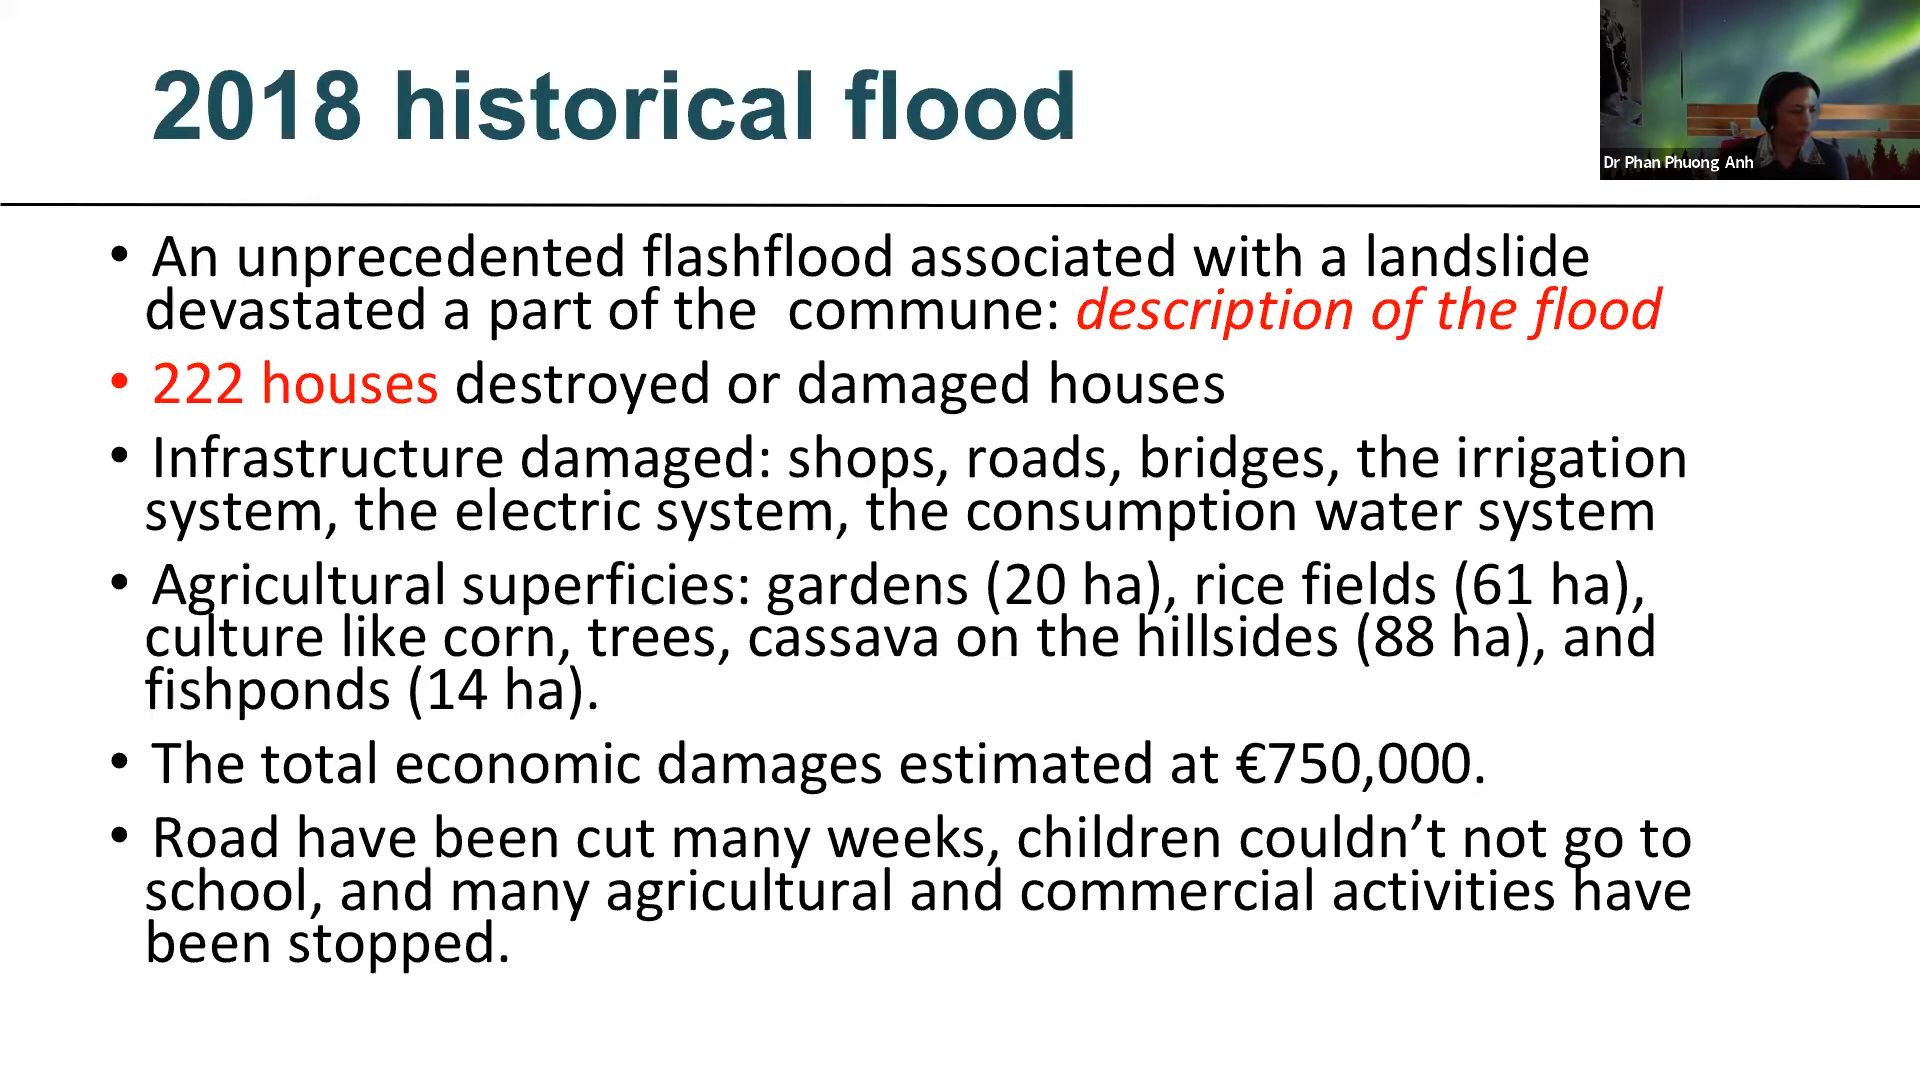 2018 historical flood
Dr Phan Phuong Anh
• An unprecedented flashflood associated with a landslide
devastated a part of the  commune: description of the flood
• 222 houses destroyed or damaged houses
• Infrastructure damaged: shops, roads, bridges, the irrigation
system, the electric system, the consumption water system
• Agricultural superficies: gardens (20 ha), rice fields (61 ha),
culture like corn, trees, cassava on the hillsides (88 ha), and
fishponds (14 ha).
• The total economic damages estimated at €750,000.
• Road have been cut many weeks, children couldn’t not go to
school, and many agricultural and commercial activities have
been stopped.